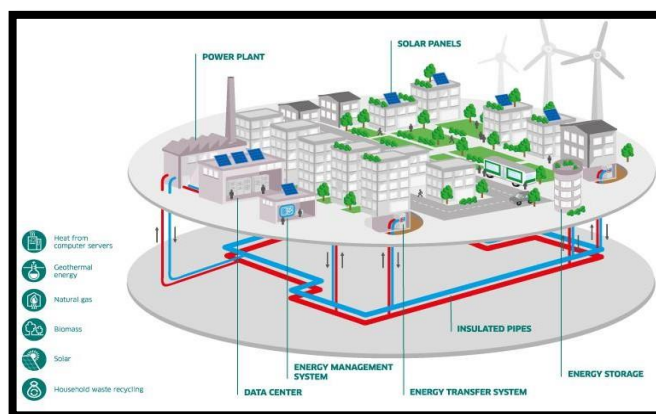 SOLAR PANELS
POWER PLANT
Heat from
computer servers
Geothermal
energy
Natural gas
Biomass
Solar
Household waste recycling
INSULATED PIPES
ENERGY MANAGEMENT
SYSTEM
ENERGY STORAGE
DATA CENTER
ENERGY TRANSFER SYSTEM